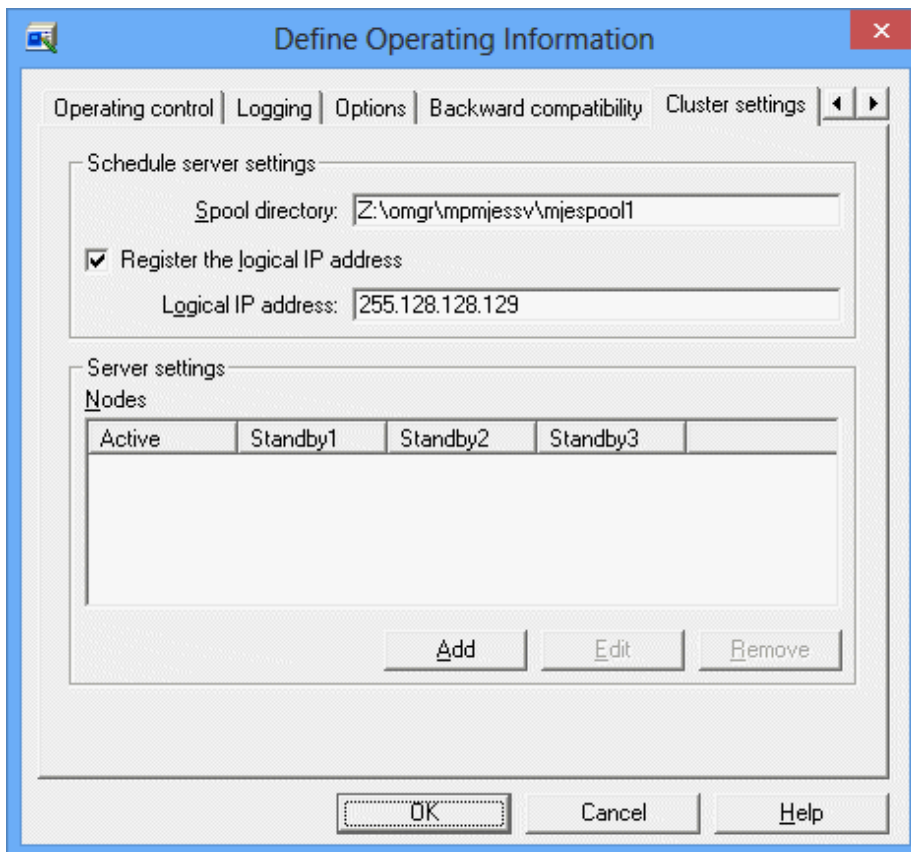 Define Operating Information
Operating control Logging Options Backward compatibility Cluster settings
Schedule server settings
Spool directory: Z:\omgr\mpmjessv\mjespool1
Register the logical IP address
Logical IP address: 255.128.128.129
Server settings
Nodes
Active Standby1 Standby2 Standby3
Add Edit Remove
OK Cancel Help